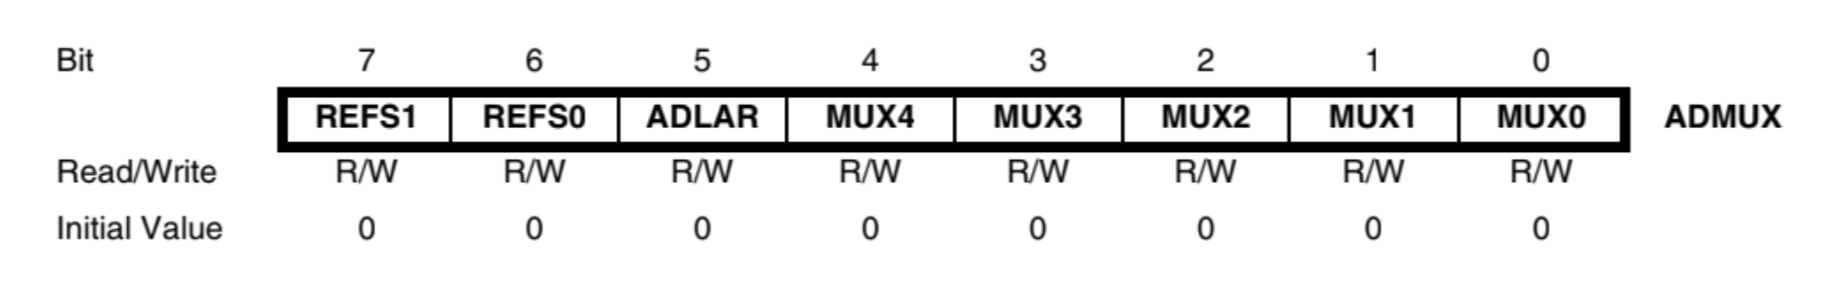 Bit 7 6 5 4 3 2 1 0
REFS1 REFS0 ADLAR MUX4 MUX3 MUX2 MUX1 MUX0 ADMUX
Read/Write R/W R/W R/W R/W R/W R/W R/W R/W
Initial Value 0 0 0 0 0 0 0 0